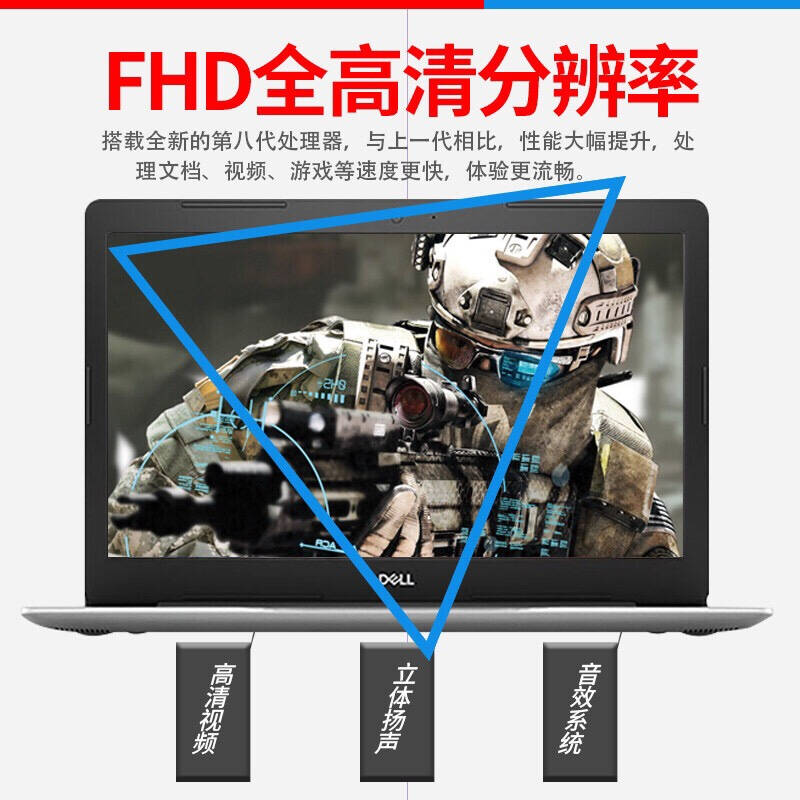 FHD全高清分辨率
搭载全新的第八代处理器，与上一代相比，性能大幅提升，处
理文档、视频、游戏等速度更快，体验更流畅。
DELL
高清视频
立体扬声
音效系统